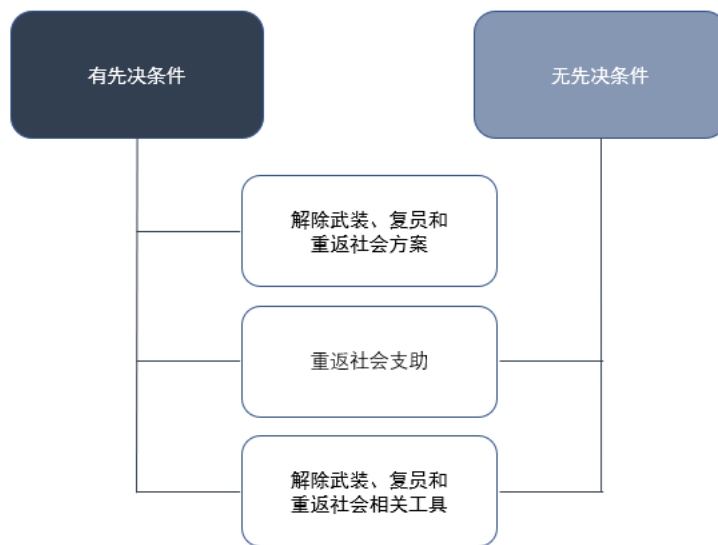 有先决条件
无先决条件
解除武装、复员和
重返社会方案
重返社会支助
解除武装、复员和
重返社会相关工具